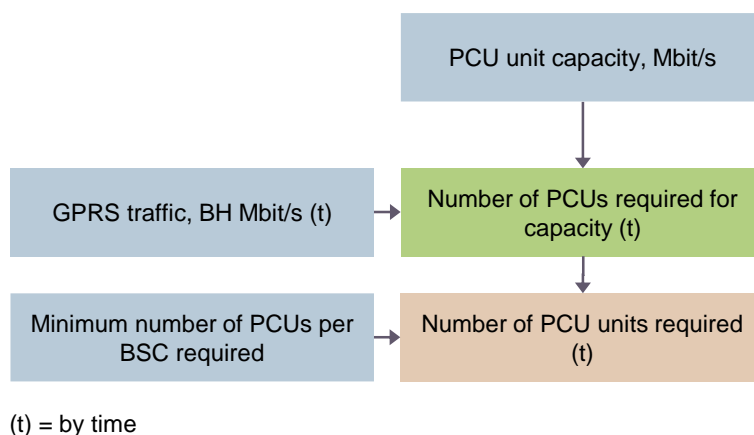 PCU unit capacity, Mbit/s
GPRS traffic, BH Mbit/s (t)
Number of PCUs required for
capacity (t)
Minimum number of PCUs per
BSC required
Number of PCU units required
(t)
(t) = by time